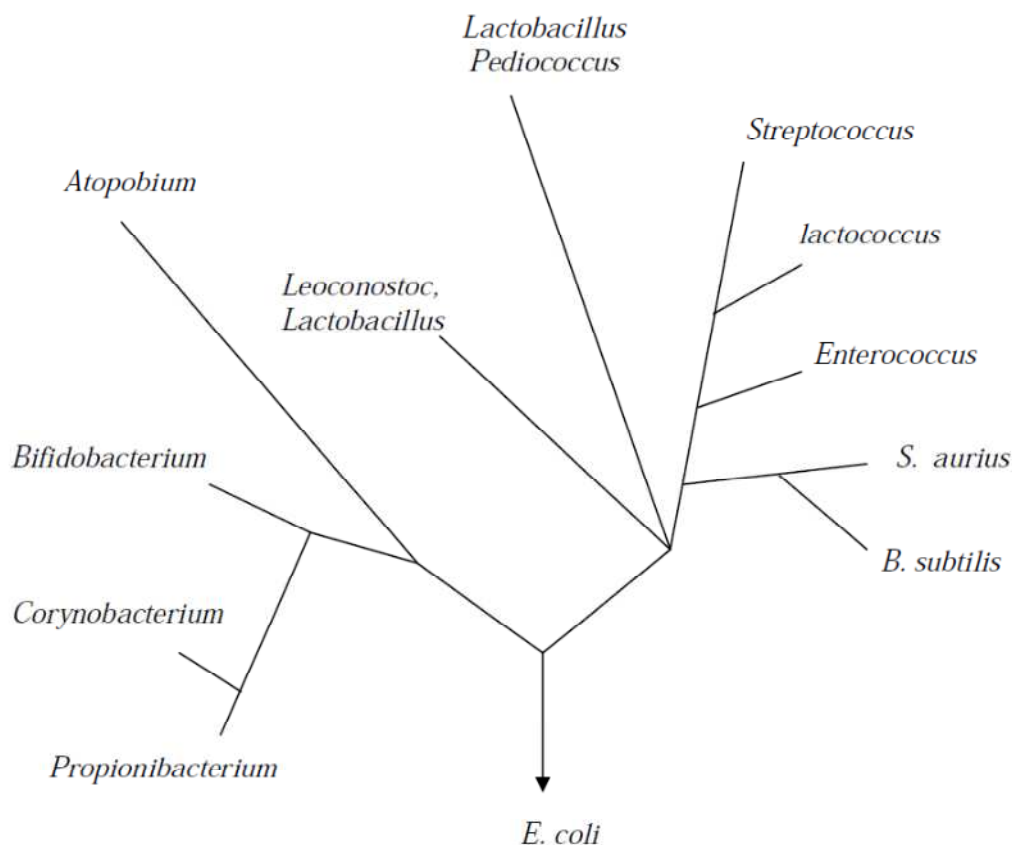 Lactobacillus
Pediococcus
Streptococcus
Atopobium
lactococcus
Leoconostoc,
Lactobacillus
Enterococcus
Bifidobacterium
S. aurius
B. subtilis
Corynobacterium
Propionibacterium
E. coli